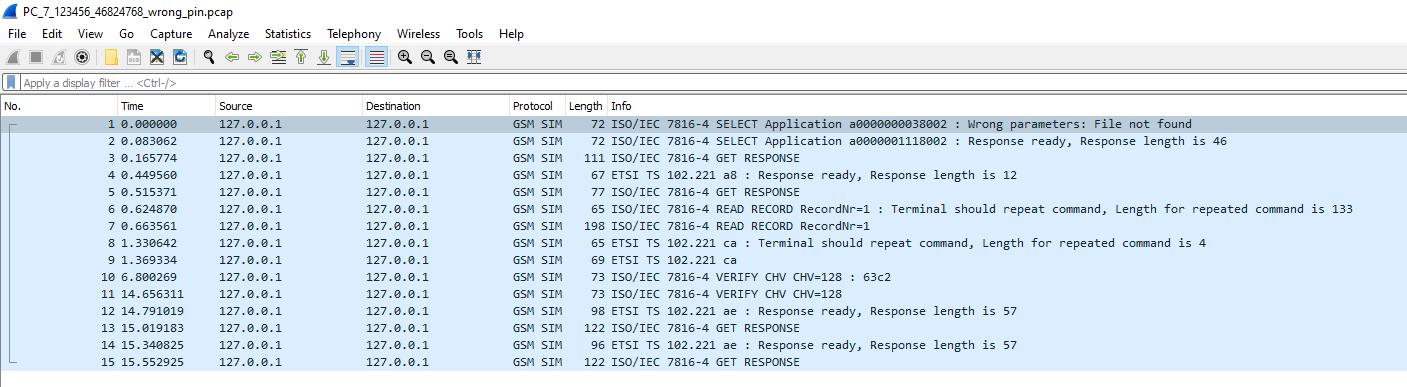 PC_7_123456_46824768_wrong_pin.pcap
File Edit View Go Capture Analyze Statistics Telephony Wireless Tools Help
Apply a display filter ... <Ctrl-/>
No. Time Source Destination Protocol Length Info
1 0.000000 127.0.0.1 127.0.0.1 GSM SIM 72 ISO/IEC 7816-4 SELECT Application a0000000038002 : Wrong parameters: File not found
2 0.083062 127.0.0.1 127.0.0.1 GSM SIM 72 ISO/IEC 7816-4 SELECT Application a0000001118002 : Response ready, Response length is 46
3 0.165774 127.0.0.1 127.0.0.1 GSM SIM 111 ISO/IEC 7816-4 GET RESPONSE
4 0.449560 127.0.0.1 127.0.0.1 GSM SIM 67 ETSI TS 102.221 a8 : Response ready, Response length is 12
5 0.515371 127.0.0.1 127.0.0.1 GSM SIM 77 ISO/IEC 7816-4 GET RESPONSE
6 0.624870 127.0.0.1 127.0.0.1 GSM SIM 65 ISO/IEC 7816-4 READ RECORD RecordNr=1 : Terminal should repeat command, Length for repeated command is 133
7 0.663561 127.0.0.1 127.0.0.1 GSM SIM 198 ISO/IEC 7816-4 READ RECORD RecordNr=1
8 1.330642 127.0.0.1 127.0.0.1 GSM SIM 65 ETSI TS 102.221 ca : Terminal should repeat command, Length for repeated command is 4
9 1.369334 127.0.0.1 127.0.0.1 GSM SIM 69 ETSI TS 102.221 ca
10 6.800269 127.0.0.1 127.0.0.1 GSM SIM 73 ISO/IEC 7816-4 VERIFY CHV CHV=128 : 63c2
11 14.656311 127.0.0.1 127.0.0.1 GSM SIM 73 ISO/IEC 7816-4 VERIFY CHV CHV=128
12 14.791019 127.0.0.1 127.0.0.1 GSM SIM 98 ETSI TS 102.221 ae : Response ready, Response length is 57
13 15.019183 127.0.0.1 127.0.0.1 GSM SIM 122 ISO/IEC 7816-4 GET RESPONSE
14 15.340825 127.0.0.1 127.0.0.1 GSM SIM 96 ETSI TS 102.221 ae : Response ready, Response length is 57
15 15.552925 127.0.0.1 127.0.0.1 GSM SIM 122 ISO/IEC 7816-4 GET RESPONSE